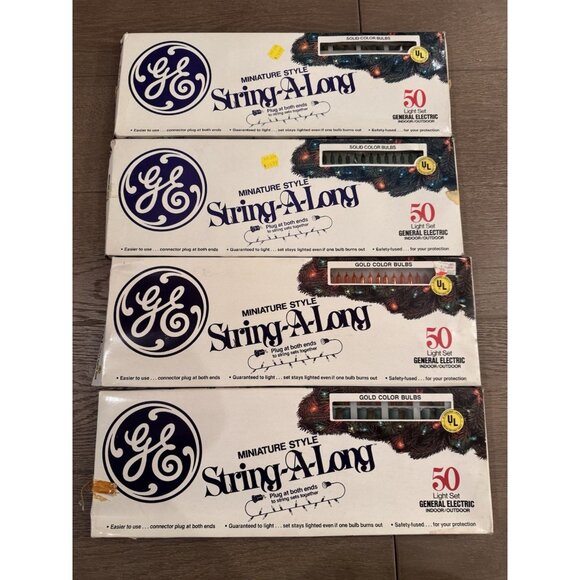 GE
SOLID COLOR BULBS
UL
MINIATURE STYLE
String-A-Long
Plug at both ends
to string sets together
50
Light Set
GENERAL ELECTRIC
INDOOR/OUTDOOR
• Easier to use . . . connector plug at both ends • Guaranteed to light . . . set stays lighted even if one bulb burns out • Safety-fused . . . for your protection
GE
SOLID COLOR BULBS
UL
MINIATURE STYLE
String-A-Long
Plug at both ends
to string sets together
50
Light Set
GENERAL ELECTRIC
INDOOR/OUTDOOR
• Easier to use . . . connector plug at both ends • Guaranteed to light . . . set stays lighted even if one bulb burns out • Safety-fused . . . for your protection
GE
GOLD COLOR BULBS
UL
MINIATURE STYLE
String-A-Long
Plug at both ends
to string sets together
50
Light Set
GENERAL ELECTRIC
INDOOR/OUTDOOR
• Easier to use . . . connector plug at both ends • Guaranteed to light . . . set stays lighted even if one bulb burns out • Safety-fused . . . for your protection
GE
GOLD COLOR BULBS
UL
MINIATURE STYLE
String-A-Long
Plug at both ends
to string sets together
50
Light Set
GENERAL ELECTRIC
INDOOR/OUTDOOR
• Easier to use . . . connector plug at both ends • Guaranteed to light . . . set stays lighted even if one bulb burns out • Safety-fused . . . for your protection